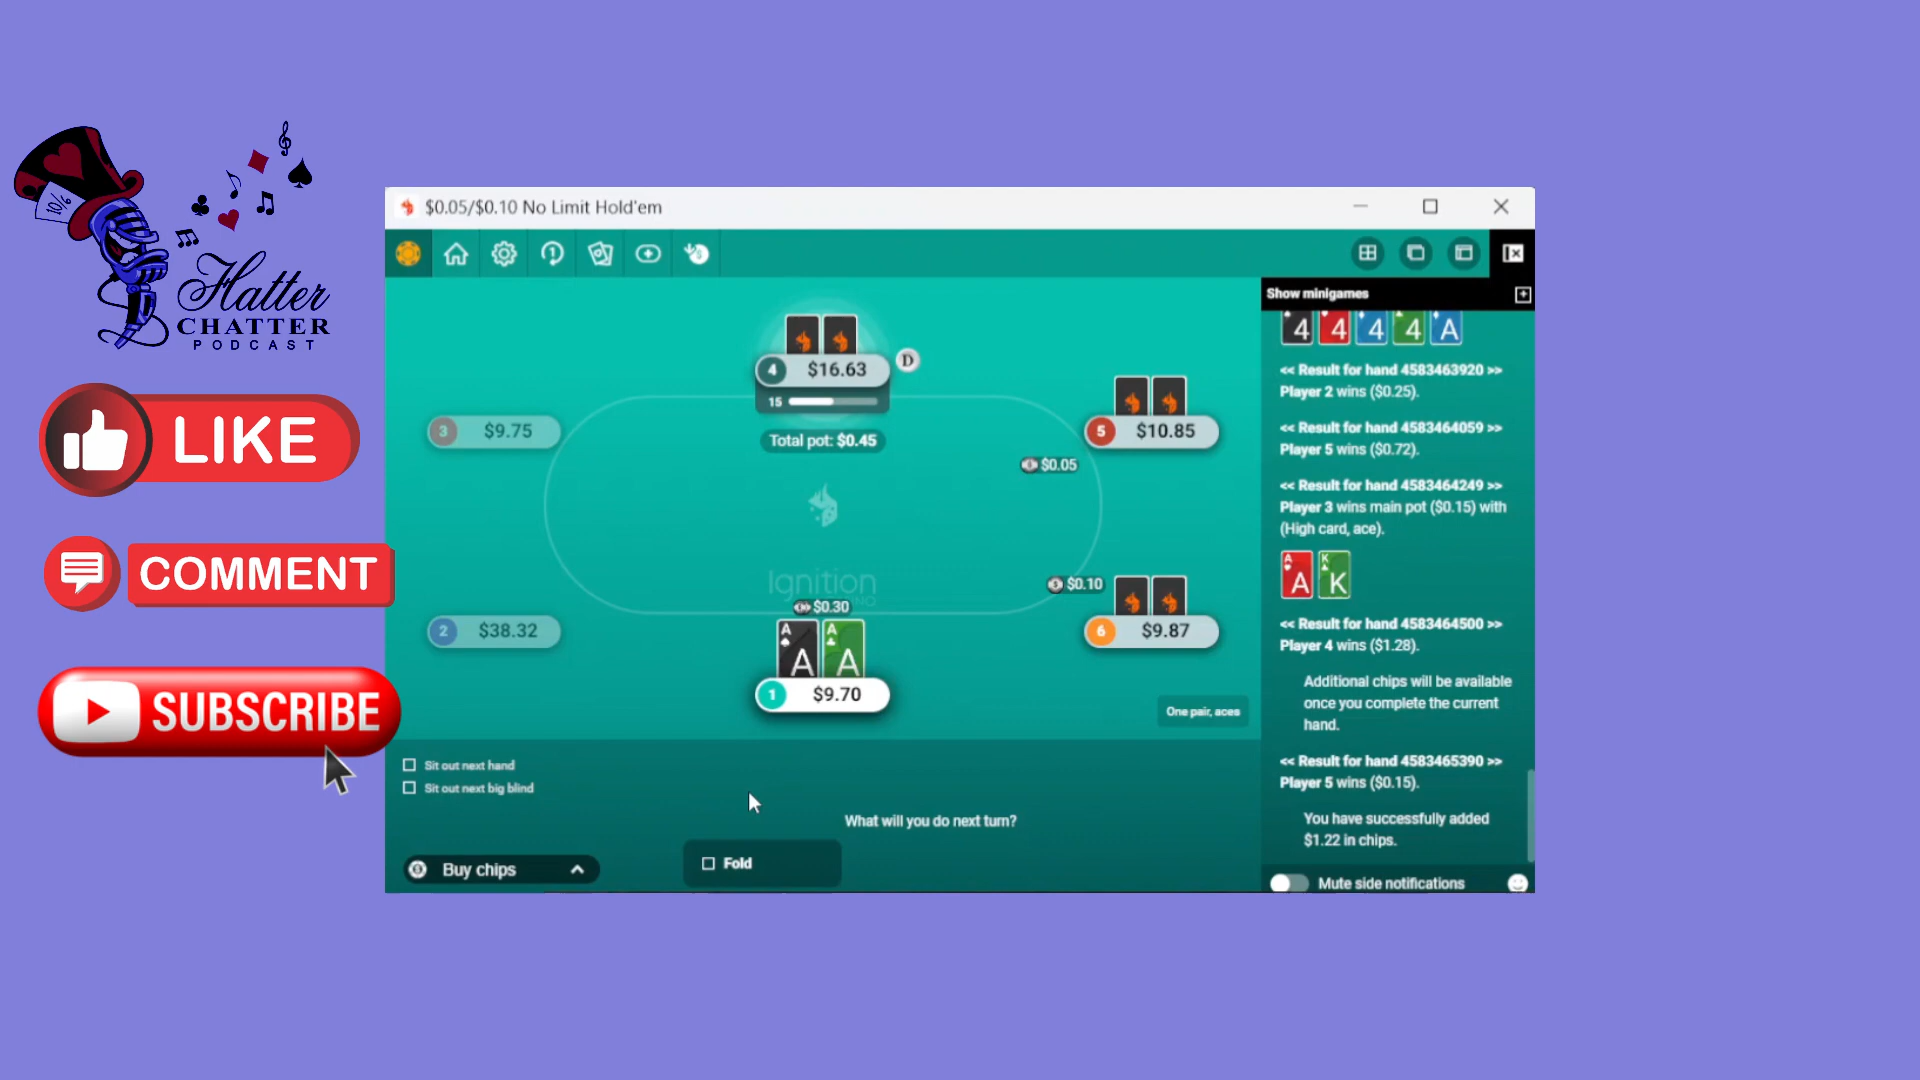 10/6
Hatter
CHATTER
PODCAST
LIKE
COMMENT
SUBSCRIBE
$0.05/$0.10 No Limit Hold'em
Show minigames
4 4 4 4 A
<< Result for hand 4583463920 >>
Player 2 wins ($0.25).
<< Result for hand 4583464059 >>
Player 5 wins ($0.72).
<< Result for hand 4583464249 >>
Player 3 wins main pot ($0.15) with
(High card, ace).
A A K K
<< Result for hand 4583464500 >>
Player 4 wins ($1.28).
Additional chips will be available
once you complete the current
hand.
<< Result for hand 4583465390 >>
Player 5 wins ($0.15).
You have successfully added
$1.22 in chips.
Mute side notifications
4 $16.63
D
15
Total pot: $0.45
3 $9.75
5 $10.85
$0.05
Ignition
$0.30
$0.10
2 $38.32
6 $9.87
A A A A
1 $9.70
One pair, aces
Sit out next hand
Sit out next big blind
What will you do next turn?
Buy chips
Fold